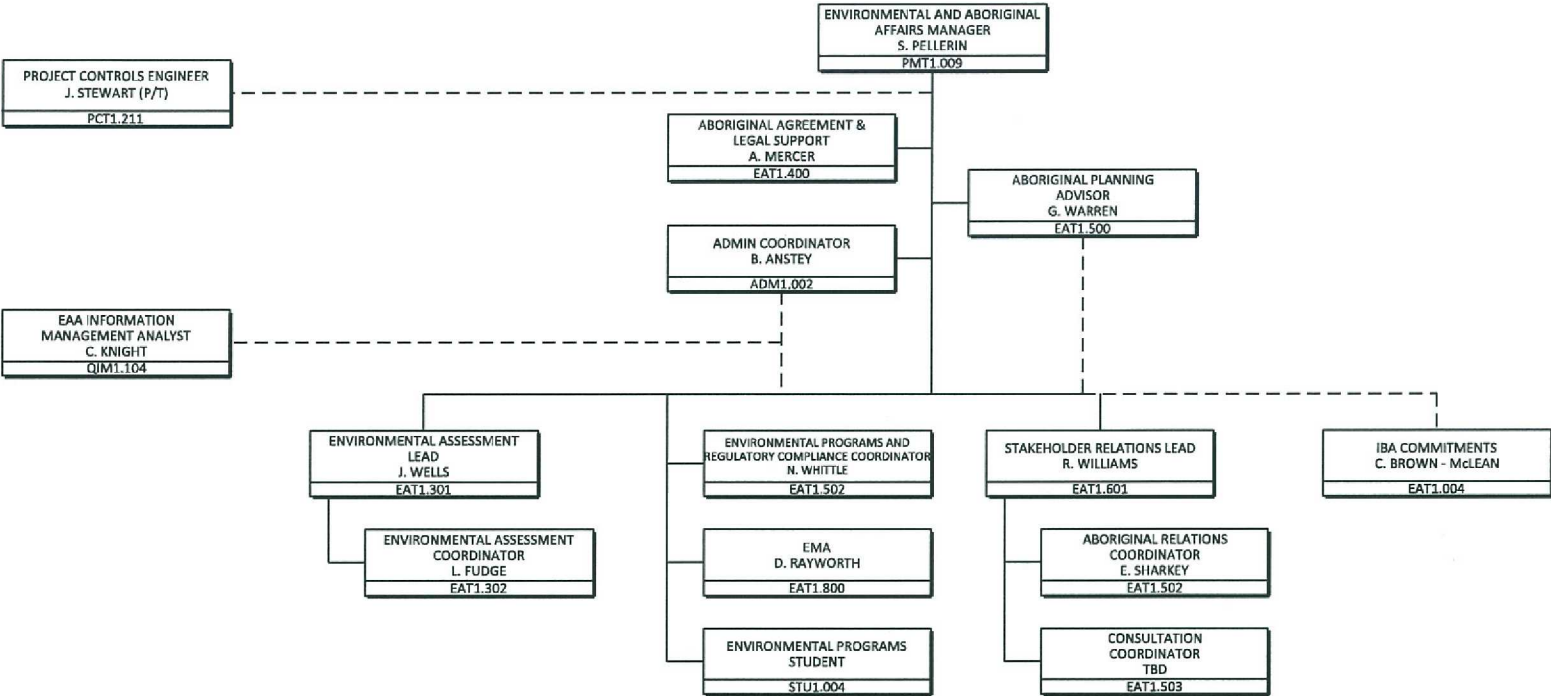 ENVIRONMENTAL AND ABORIGINAL
AFFAIRS MANAGER
S. PELLERIN
PMT1.009
PROJECT CONTROLS ENGINEER
J. STEWART (P/T)
PCT1.211
ABORIGINAL AGREEMENT &
LEGAL SUPPORT
A. MERCER
EAT1.400
ABORIGINAL PLANNING
ADVISOR
G. WARREN
EAT1.500
ADMIN COORDINATOR
B. ANSTEY
ADM1.002
EAA INFORMATION
MANAGEMENT ANALYST
C. KNIGHT
QIM1.104
ENVIRONMENTAL ASSESSMENT
LEAD
J. WELLS
EAT1.301
ENVIRONMENTAL PROGRAMS AND
REGULATORY COMPLIANCE COORDINATOR
N. WHITTLE
EAT1.502
STAKEHOLDER RELATIONS LEAD
R. WILLIAMS
EAT1.601
IBA COMMITMENTS
C. BROWN - McLEAN
EAT1.004
ENVIRONMENTAL ASSESSMENT
COORDINATOR
L. FUDGE
EAT1.302
EMA
D. RAYWORTH
EAT1.800
ABORIGINAL RELATIONS
COORDINATOR
E. SHARKEY
EAT1.502
ENVIRONMENTAL PROGRAMS
STUDENT
STU1.004
CONSULTATION
COORDINATOR
TBD
EAT1.503